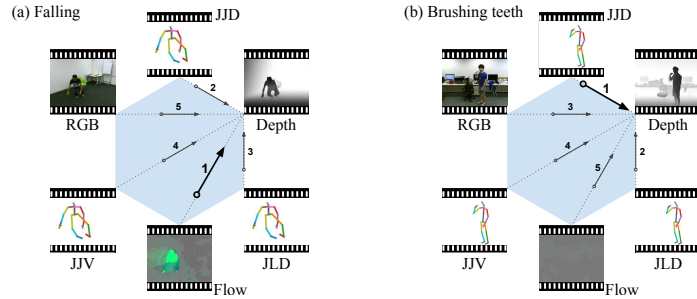 (a) Falling
JJD
RGB
Depth
2
5
4
3
1
JJV
JLD
Flow
(b) Brushing teeth
JJD
RGB
Depth
1
3
4
2
5
JJV
JLD
Flow